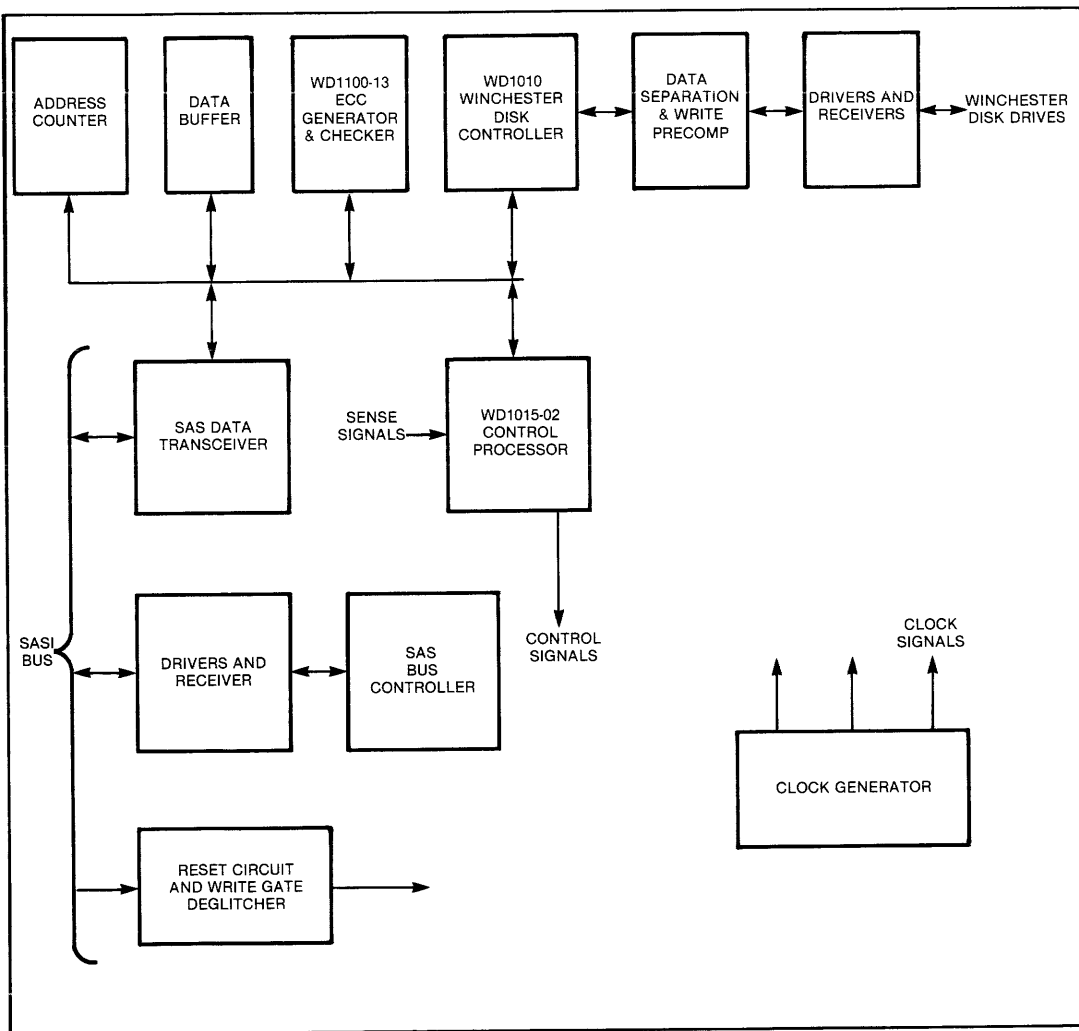 ADDRESS
COUNTER
DATA
BUFFER
WD1100-13
ECC
GENERATOR
& CHECKER
WD1010
WINCHESTER
DISK
CONTROLLER
DATA
SEPARATION
& WRITE
PRECOMP
DRIVERS AND
RECEIVERS
WINCHESTER
DISK DRIVES
SAS DATA
TRANSCEIVER
SENSE
SIGNALS
WD1015-02
CONTROL
PROCESSOR
SASI
BUS
DRIVERS AND
RECEIVER
SAS
BUS
CONTROLLER
CONTROL
SIGNALS
CLOCK
SIGNALS
CLOCK GENERATOR
RESET CIRCUIT
AND WRITE GATE
DEGLITCHER